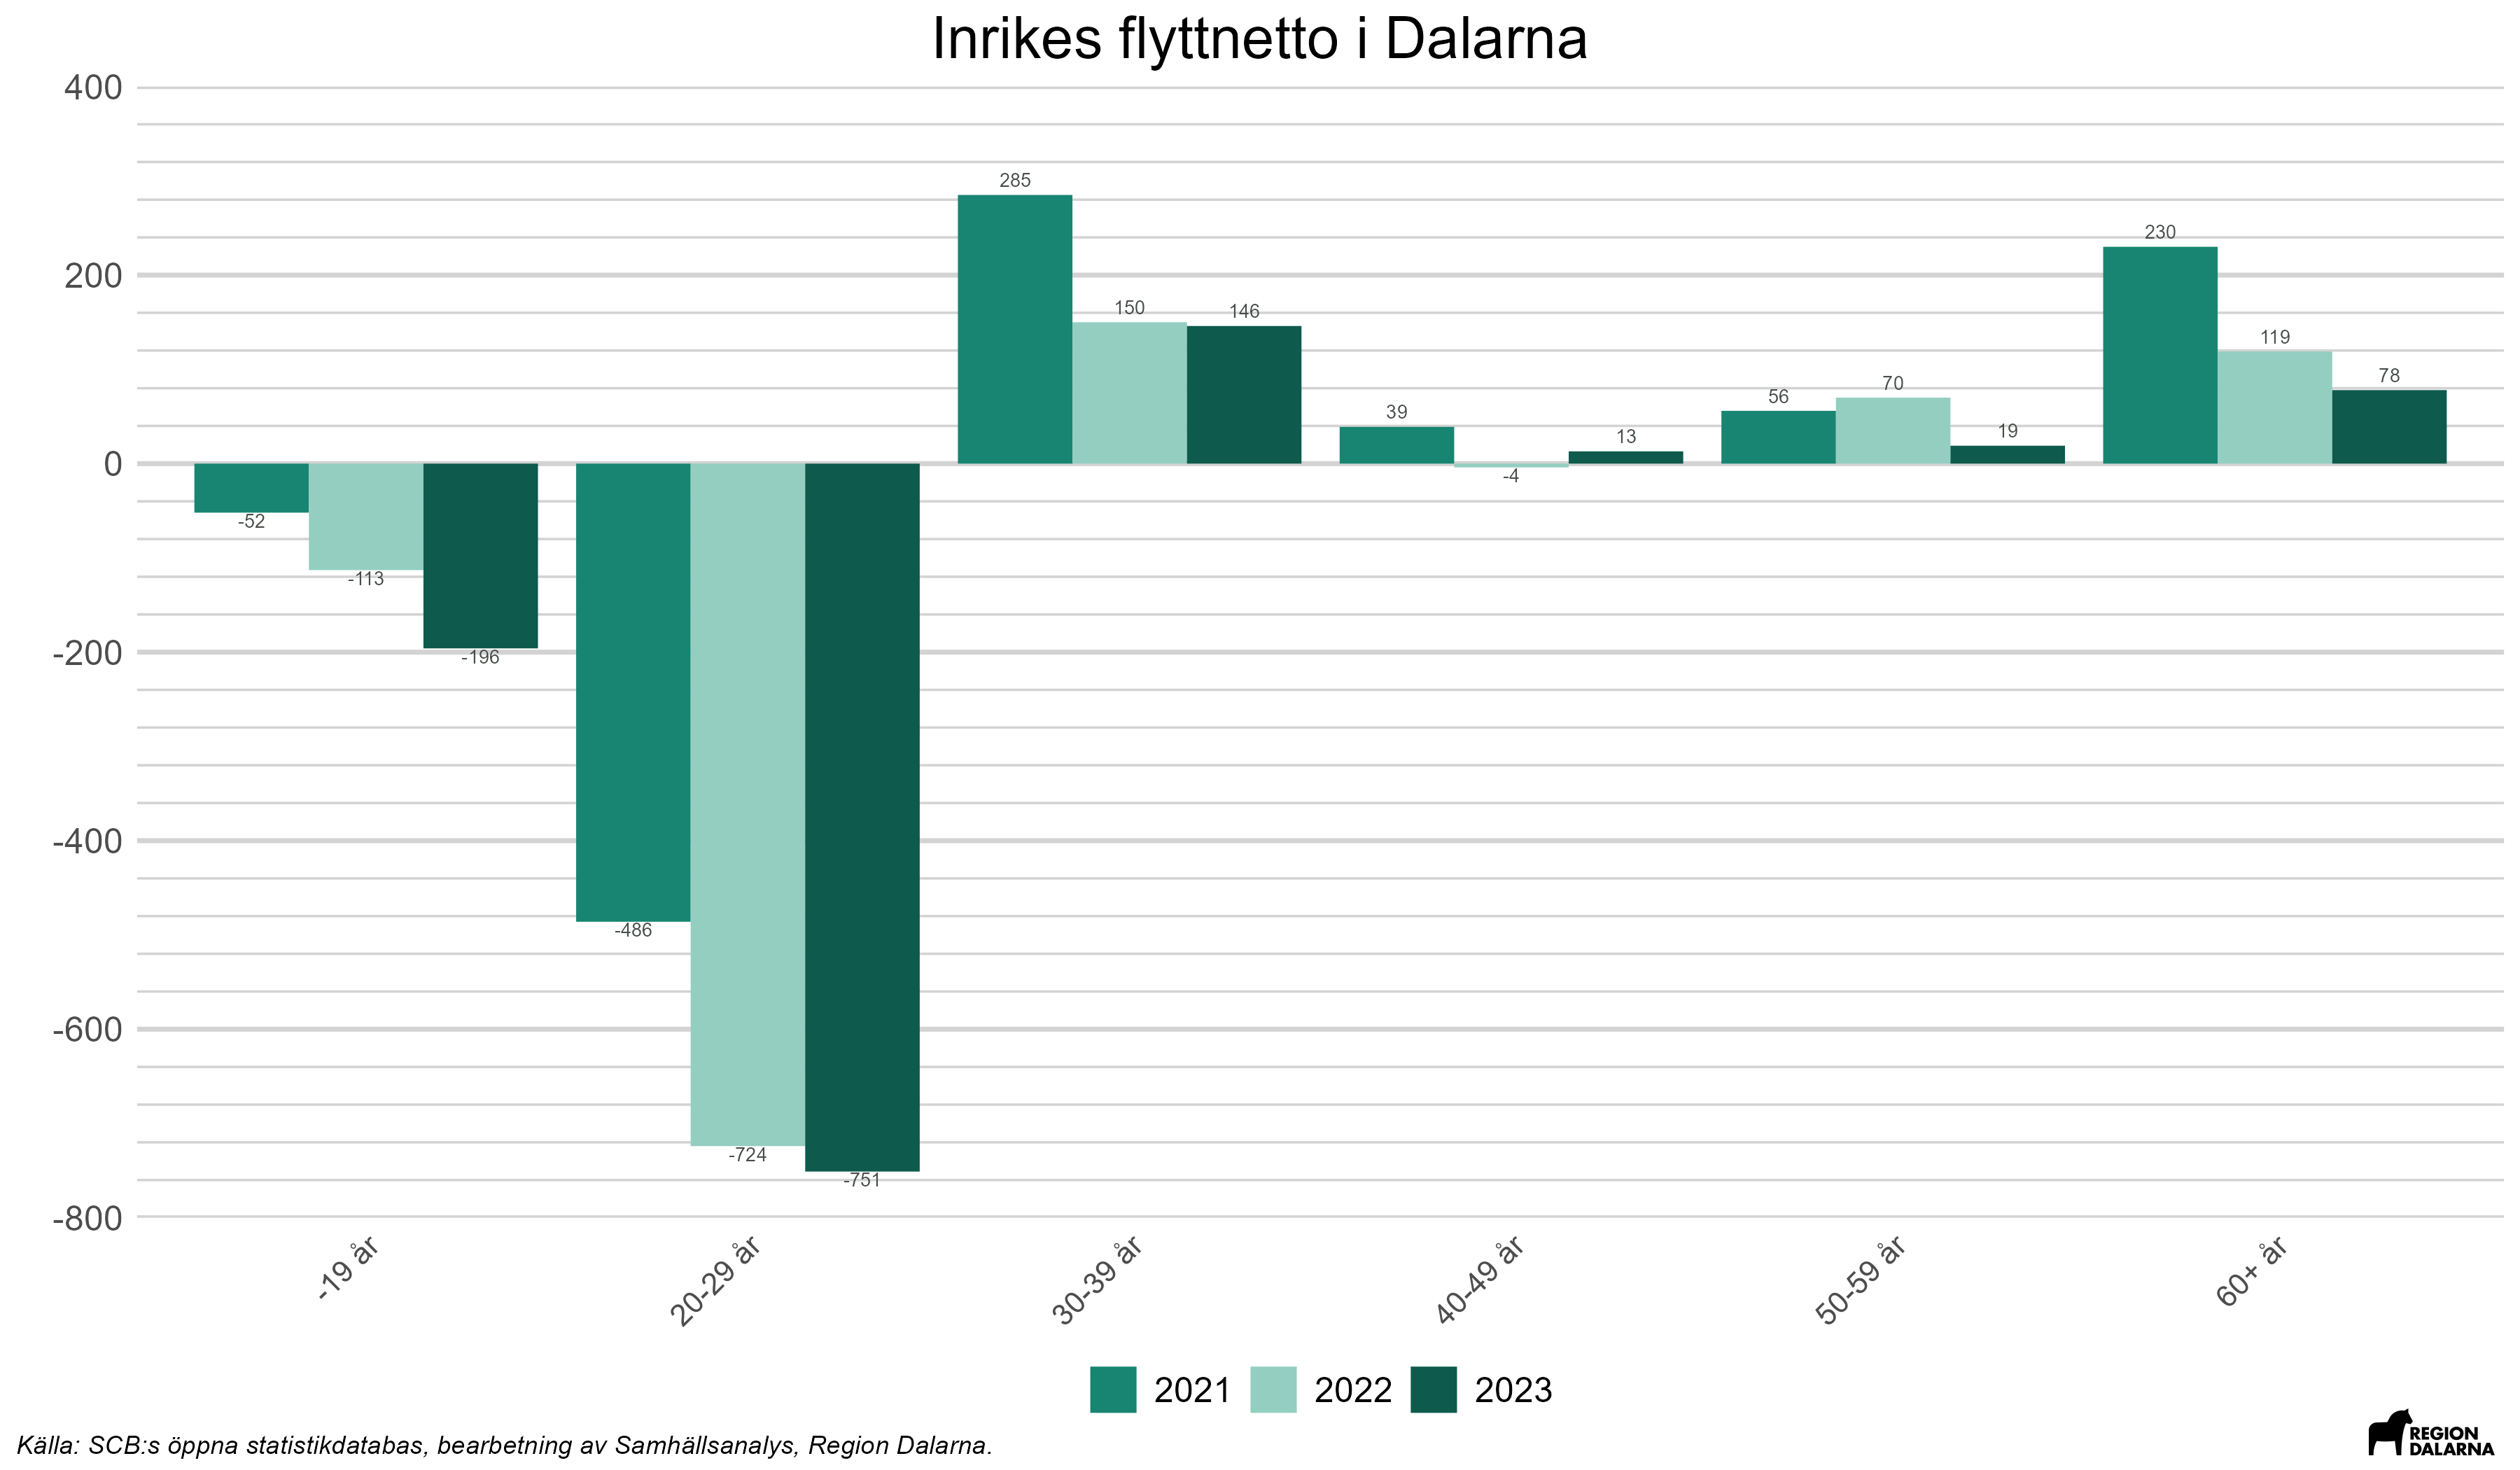 Inrikes flyttnetto i Dalarna
400
200
0
-200
-400
-600
-800
-52
-113
-196
-486
-724
-751
285
150
146
39
-4
13
56
70
19
230
119
78
-19 år
20-29 år
30-39 år
40-49 år
50-59 år
60+ år
2021
2022
2023
Källa: SCB:s öppna statistikdatabas, bearbetning av Samhällsanalys, Region Dalarna.
REGION
DALARNA